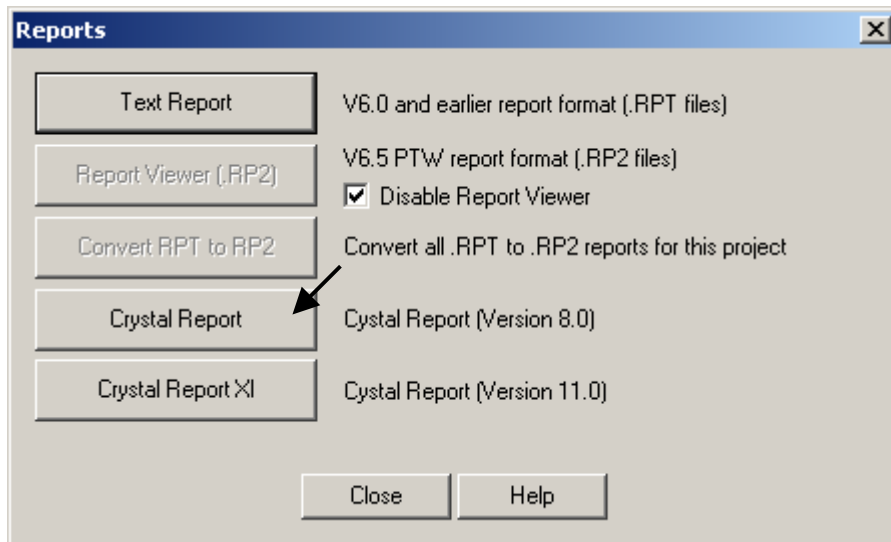 Reports
Text Report V6.0 and earlier report format (.RPT files)
Report Viewer (.RP2) V6.5 PTW report format (.RP2 files)
Disable Report Viewer
Convert RPT to RP2 Convert all .RPT to .RP2 reports for this project
Crystal Report Cystal Report (Version 8.0)
Crystal Report XI Cystal Report (Version 11.0)
Close Help